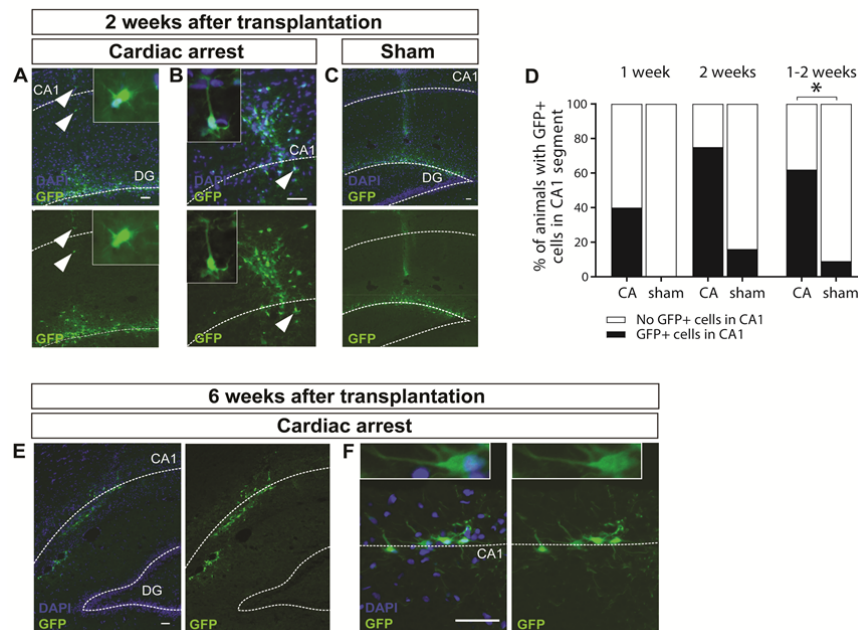 2 weeks after transplantation
Cardiac arrest
Sham
A
CA1
DG
DAPI
GFP
GFP
B
CA1
DAPI
GFP
GFP
C
CA1
DAPI
DG
GFP
GFP
D
1 week 2 weeks 1-2 weeks
*
% of animals with GFP+
cells in CA1 segment
100
80
60
40
20
0
CA sham CA sham CA sham
No GFP+ cells in CA1
GFP+ cells in CA1
6 weeks after transplantation
Cardiac arrest
E
CA1
DG
DAPI
GFP
GFP
F
CA1
DAPI
GFP
GFP